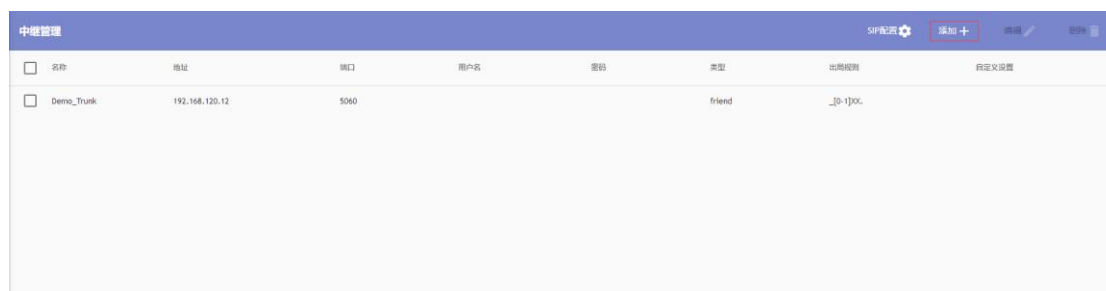 中继管理 SIP配置 添加 编辑 删除
名称 地址 端口 用户名 密码 类型 出局规则 自定义设置
Demo_Trunk 192.168.120.12 5060 friend _[0-1]XX.